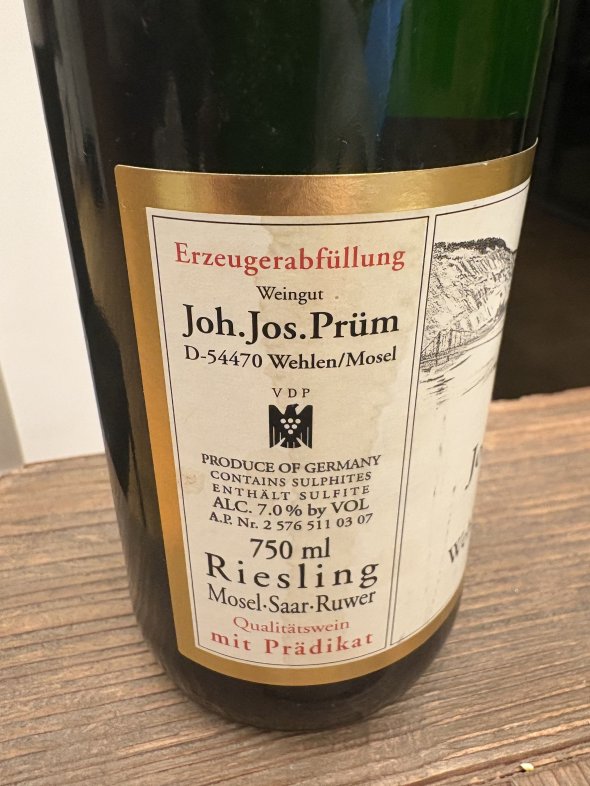 Erzeugerabfüllung
Weingut
Joh.Jos.Prüm
D-54470 Wehlen/Mosel
VDP
PRODUCE OF GERMANY
CONTAINS SULPHITES
ENTHÄLT SULFITE
ALC. 7.0% by VOL
A.P. Nr. 2 576 511 03 07
750 ml
Riesling
Mosel·Saar·Ruwer
Qualitätswein
mit Prädikat